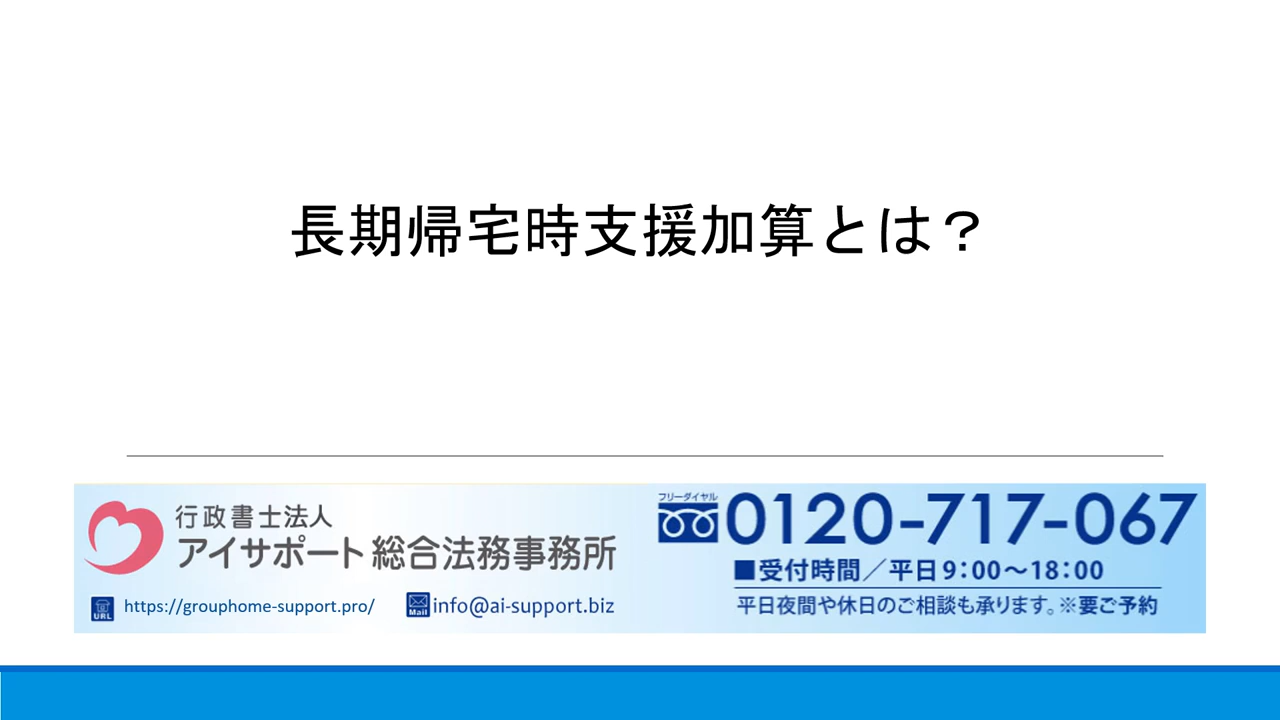 長期帰宅時支援加算とは？
行政書士法人
アイサポート 総合法務事務所
URL https://grouphome-support.pro/ Mail info@ai-support.biz
フリーダイヤル
0120-717-067
■受付時間／平日9:00～18:00
平日夜間や休日のご相談も承ります。※要ご予約